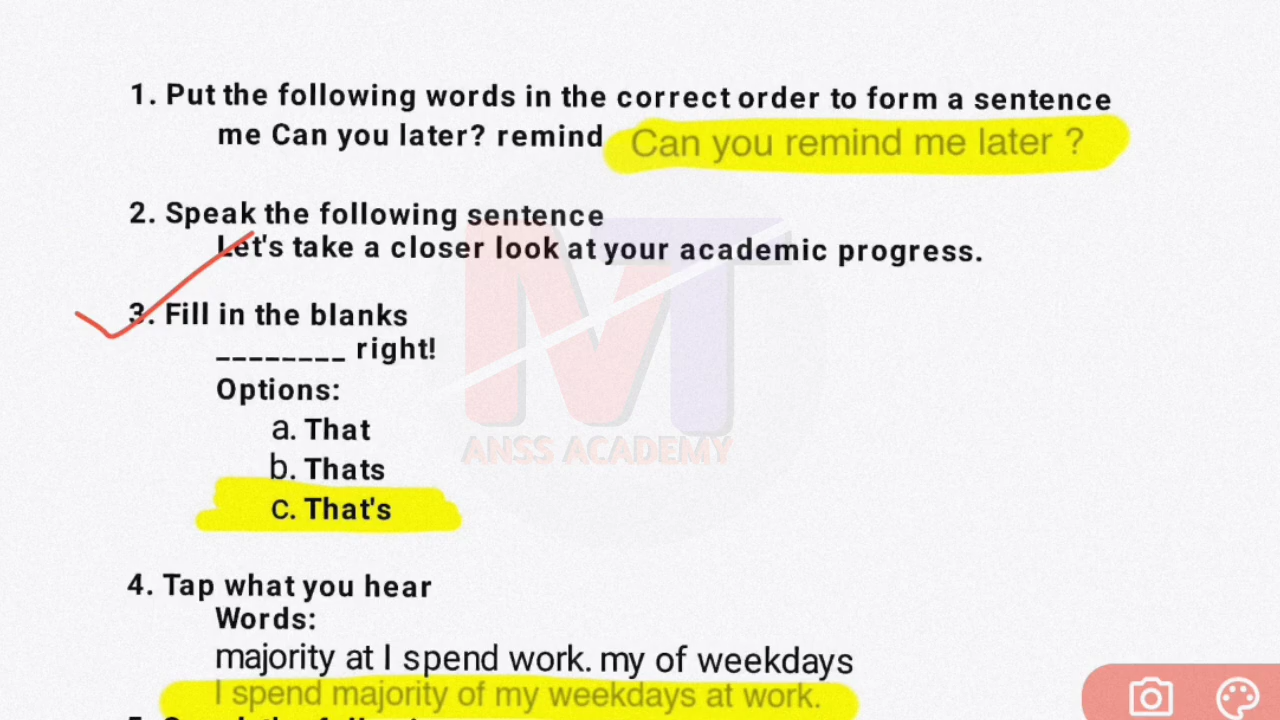 1. Put the following words in the correct order to form a sentence
me Can you later? remind Can you remind me later ?
2. Speak the following sentence
Let's take a closer look at your academic progress.
3. Fill in the blanks
________ right!
Options:
a. That
b. Thats
c. That's
MT
ANSS ACADEMY
4. Tap what you hear
Words:
majority at I spend work. my of weekdays
I spend majority of my weekdays at work.